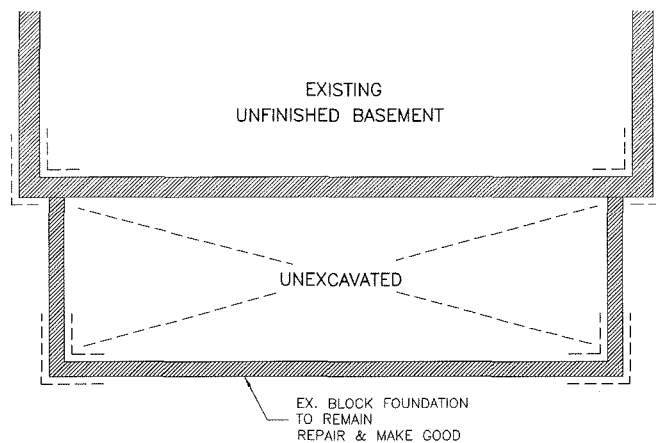 EXISTING
UNFINISHED BASEMENT
UNEXCAVATED
EX. BLOCK FOUNDATION
TO REMAIN
REPAIR & MAKE GOOD